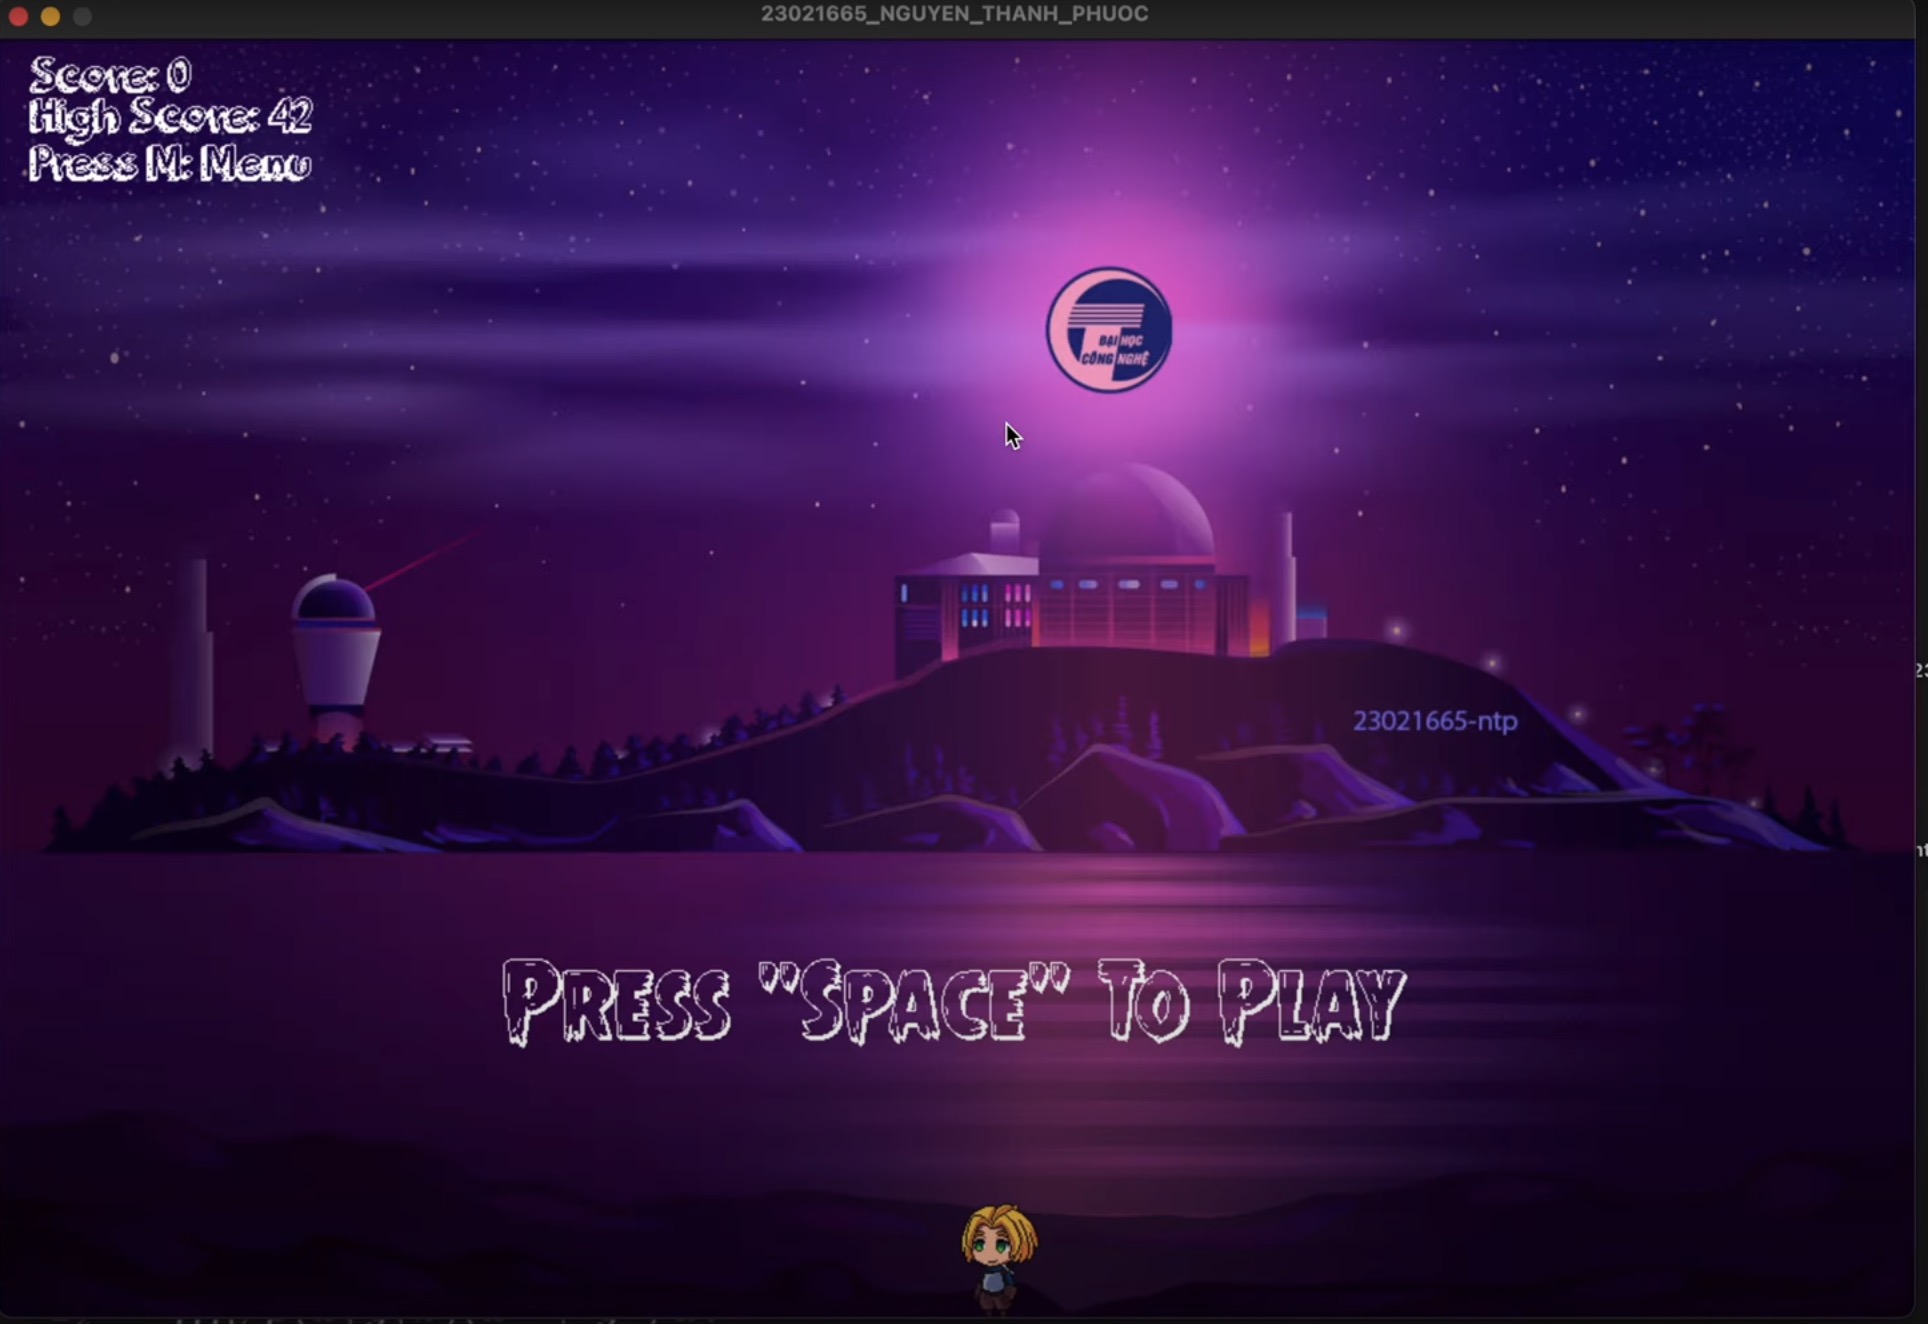 23021665_NGUYEN_THANH_PHUOC
Score: 0
High Score: 42
Press M: Menu
ĐẠI HỌC
CÔNG NGHỆ
23021665-ntp
Press "Space" To Play